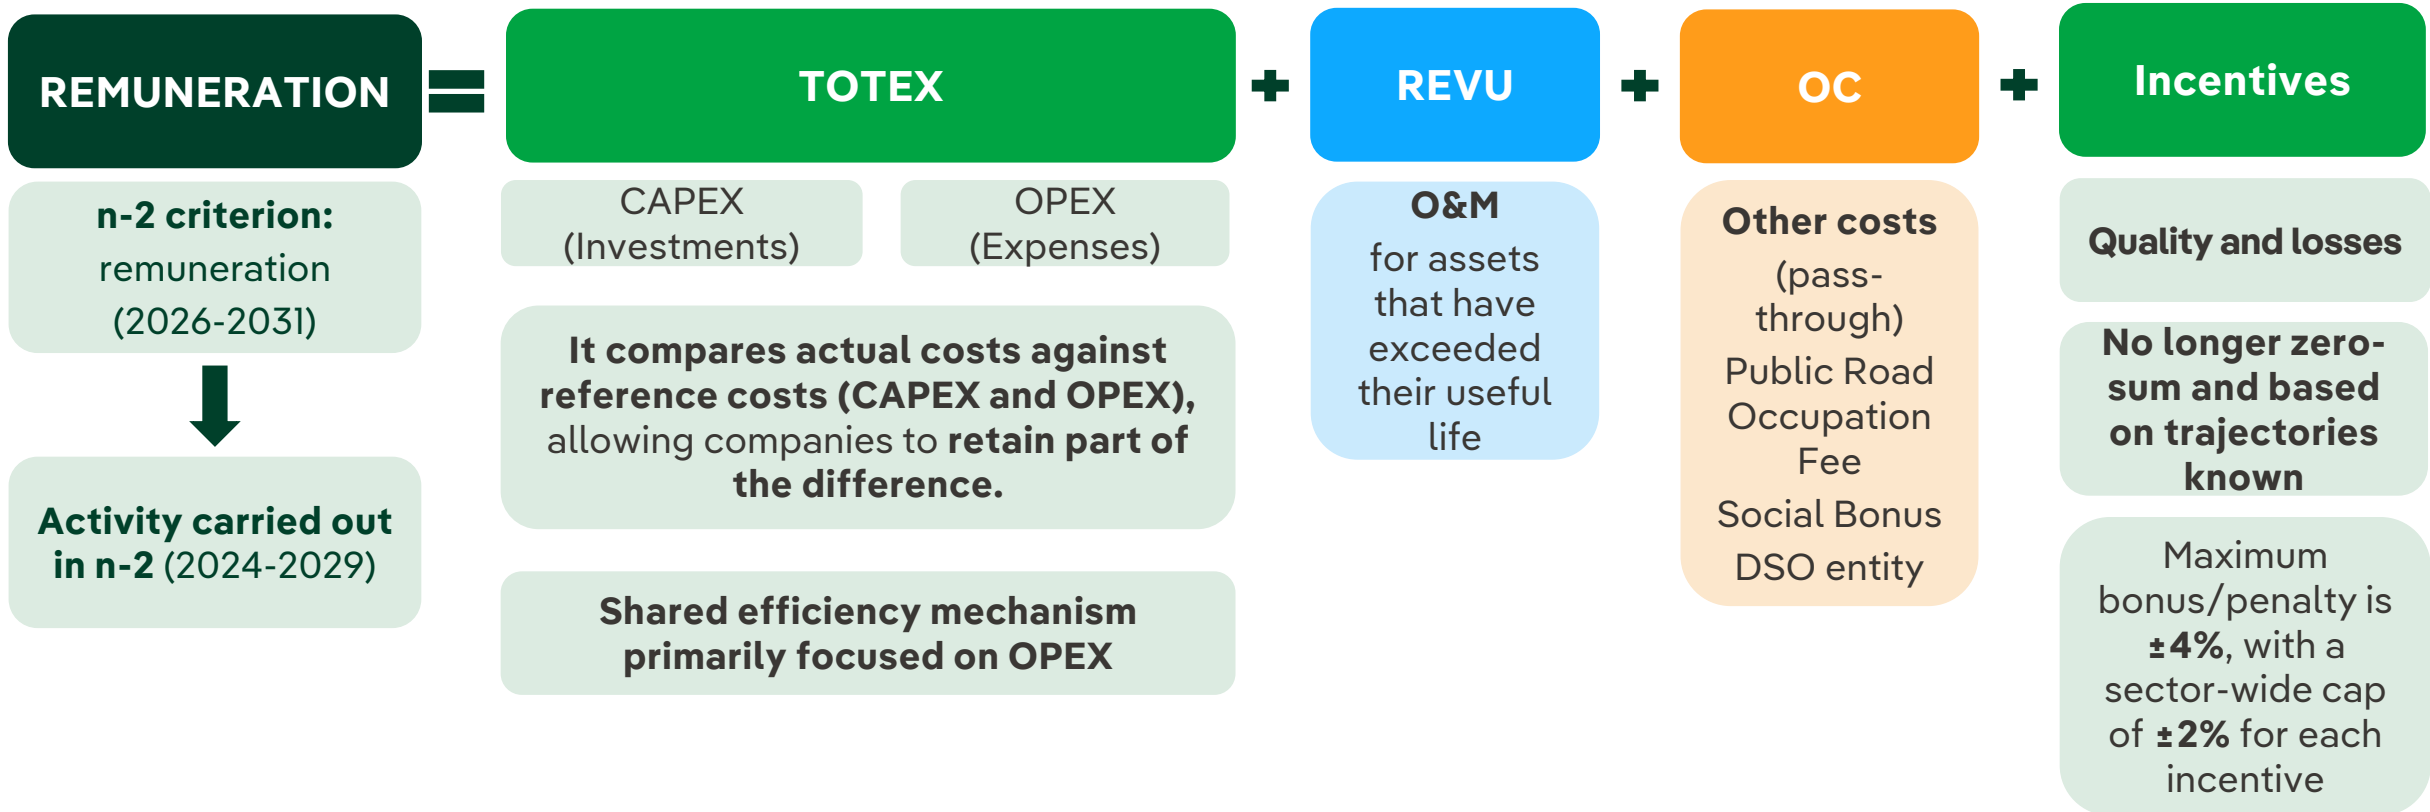 REMUNERATION
TOTEX
REVU
OC
Incentives
n-2 criterion:
remuneration
(2026-2031)
Activity carried out
in n-2 (2024-2029)
CAPEX
(Investments)
OPEX
(Expenses)
It compares actual costs against
reference costs (CAPEX and OPEX),
allowing companies to retain part of
the difference.
Shared efficiency mechanism
primarily focused on OPEX
O&M
for assets
that have
exceeded
their useful
life
Other costs
(pass-
through)
Public Road
Occupation
Fee
Social Bonus
DSO entity
Quality and losses
No longer zero-
sum and based
on trajectories
known
Maximum
bonus/penalty is
±4%, with a
sector-wide cap
of ±2% for each
incentive